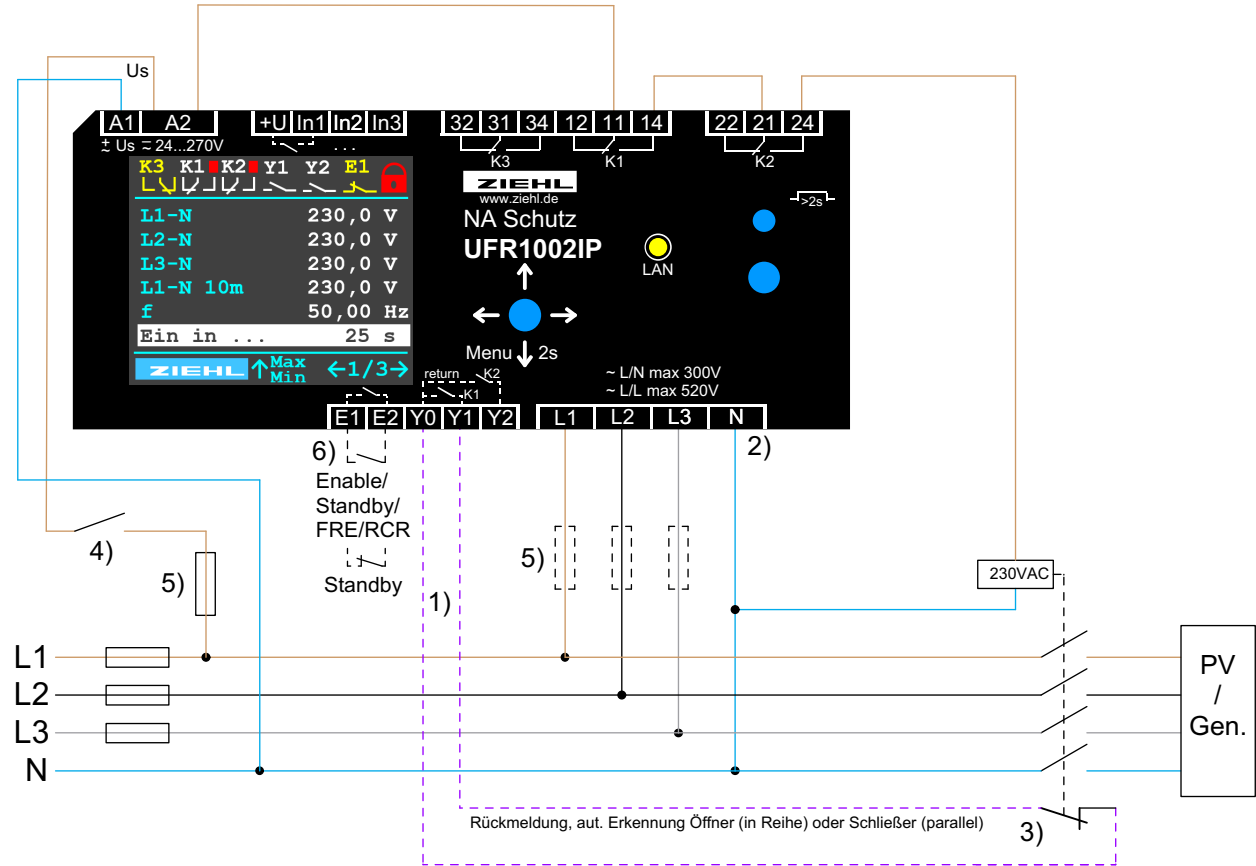 Us
A1 A2 +U In1 In2 In3 32 31 34 12 11 14 22 21 24
± Us ≂ 24...270V ... K3 K1 K2
K3 K1 K2 Y1 Y2 E1
L1-N 230,0 V
L2-N 230,0 V
L3-N 230,0 V
L1-N 10m 230,0 V
f 50,00 Hz
Ein in ... 25 s
ZIEHL ↑ Max Min ←1/3→
ZIEHL
www.ziehl.de
NA Schutz
UFR1002IP
LAN
>2s
Menu 2s
return K2
K1
~ L/N max 300V
~ L/L max 520V
E1 E2 Y0 Y1 Y2 L1 L2 L3 N
6)
2)
Enable/
Standby/
FRE/RCR
Standby
4)
5)
5)
1)
230VAC
L1
L2
L3
N
PV
/
Gen.
Rückmeldung, aut. Erkennung Öffner (in Reihe) oder Schließer (parallel)
3)